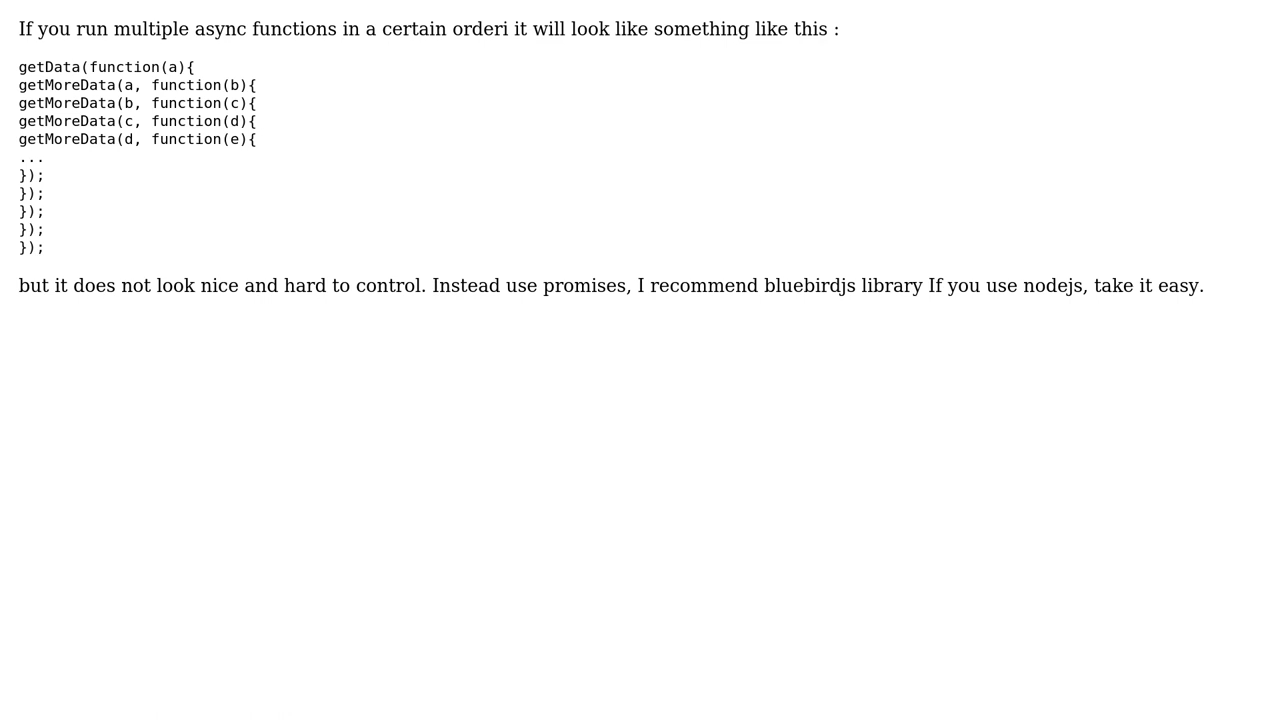 If you run multiple async functions in a certain orderi it will look like something like this :
getData(function(a){
getMoreData(a, function(b){
getMoreData(b, function(c){
getMoreData(c, function(d){
getMoreData(d, function(e){
...
});
});
});
});
});
but it does not look nice and hard to control. Instead use promises, I recommend bluebirdjs library If you use nodejs, take it easy.